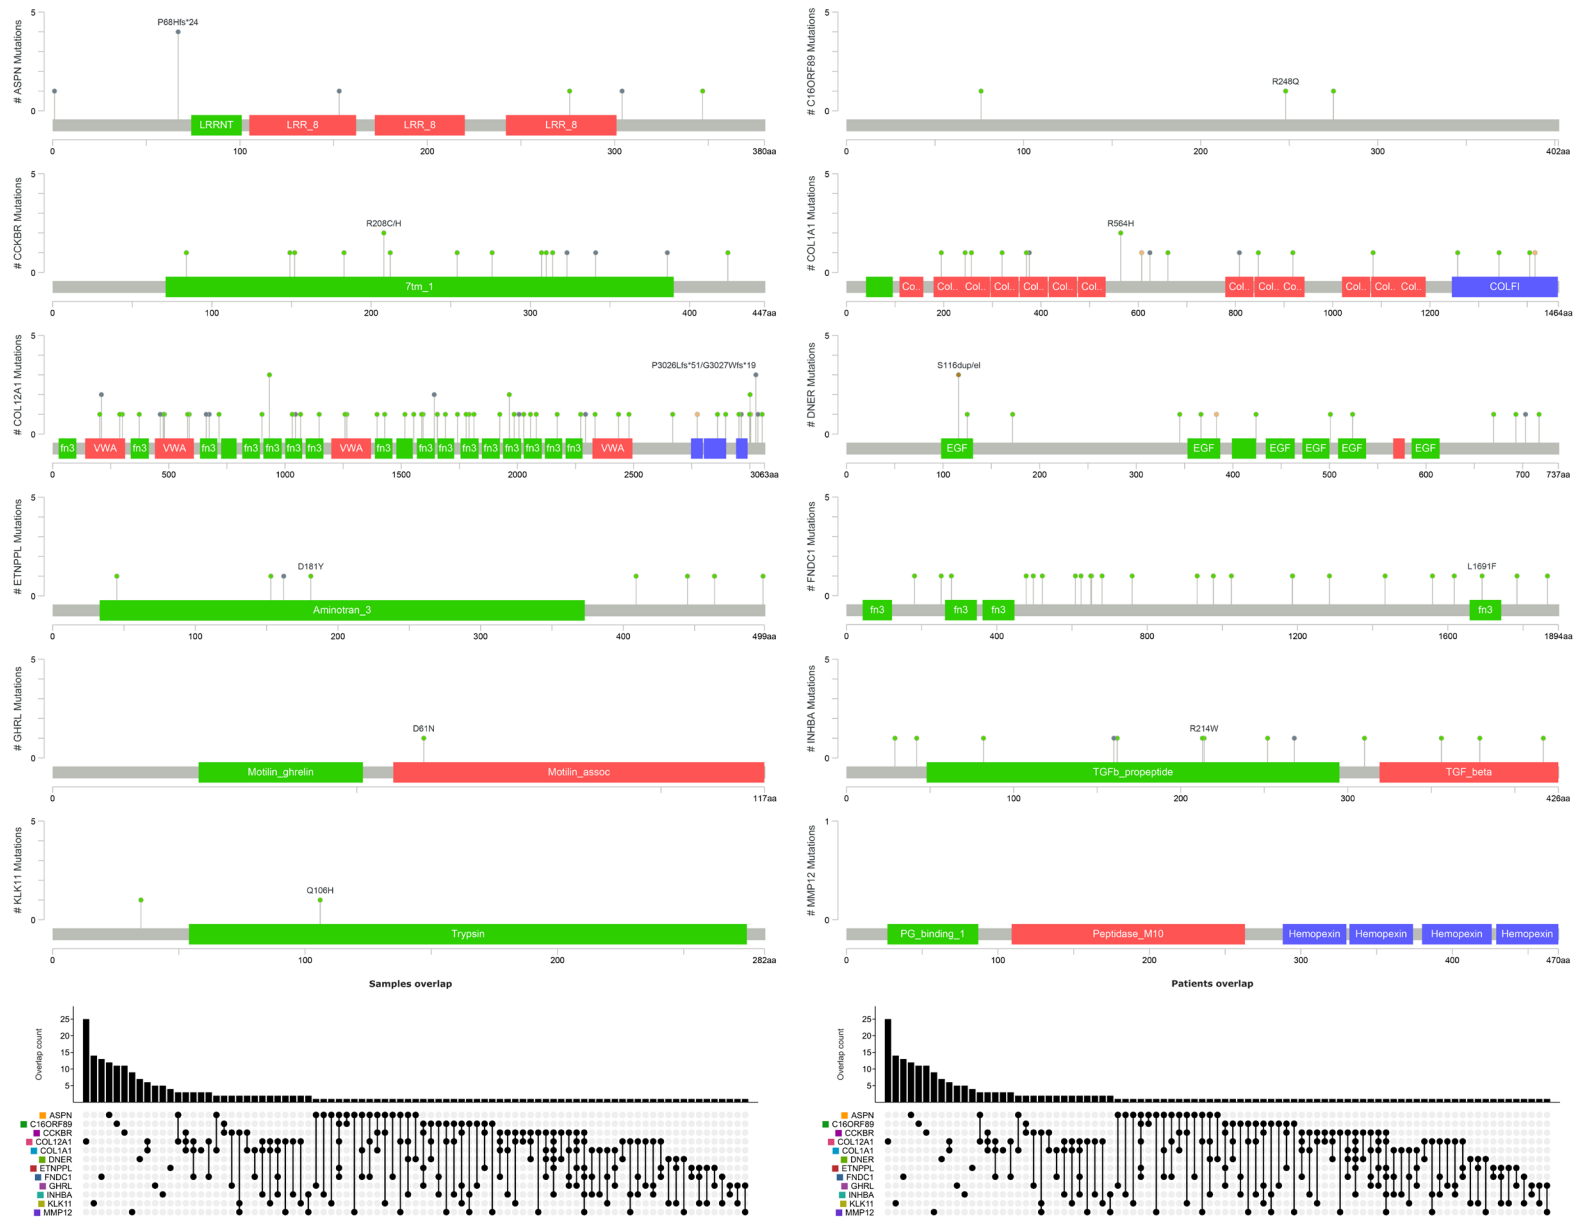 # ASPN Mutations
5
0
P68Hfs*24
LRRNT
LRR_8
LRR_8
LRR_8
0
100
200
300
380aa
# C16ORF89 Mutations
5
0
R248Q
0
100
200
300
402aa
# CCKBR Mutations
5
0
R208C/H
7tm_1
0
100
200
300
400
447aa
# COL1A1 Mutations
5
0
R564H
Co..
Col..
Col..
Col..
Col..
Col..
Col..
Col..
Col..
Co..
Col..
Col..
Col..
COLFI
200
400
600
800
1000
1200
1464aa
# COL12A1 Mutations
5
0
P3026Lfs*51/G3027Wfs*19
fn3
VWA
fn3
VWA
fn3
fn3
fn3
fn3
fn3
VWA
fn3
fn3
fn3
fn3
fn3
fn3
fn3
fn3
fn3
VWA
0
500
1000
1500
2000
2500
3063aa
# DNER Mutations
5
0
S116dup/el
EGF
EGF
EGF
EGF
EGF
EGF
0
100
200
300
400
500
600
700
737aa
# ETNPPL Mutations
5
0
D181Y
Aminotran_3
0
100
200
300
400
499aa
# FNDC1 Mutations
5
0
L1691F
fn3
fn3
fn3
fn3
0
400
800
1200
1600
1894aa
# GHRL Mutations
5
0
D61N
Motilin_ghrelin
Motilin_assoc
0
117aa
# INHBA Mutations
5
0
R214W
TGFb_propeptide
TGF_beta
0
100
200
300
426aa
# KLK11 Mutations
5
0
Q106H
Trypsin
0
100
200
282aa
# MMP12 Mutations
1
0
PG_binding_1
Peptidase_M10
Hemopexin
Hemopexin
Hemopexin
Hemopexin
0
100
200
300
400
470aa
Samples overlap
Overlap count
25
20
15
10
5
ASPN
C16ORF89
CCKBR
COL12A1
COL1A1
DNER
ETNPPL
FNDC1
GHRL
INHBA
KLK11
MMP12
Patients overlap
Overlap count
25
20
15
10
5
ASPN
C16ORF89
CCKBR
COL12A1
COL1A1
DNER
ETNPPL
FNDC1
GHRL
INHBA
KLK11
MMP12